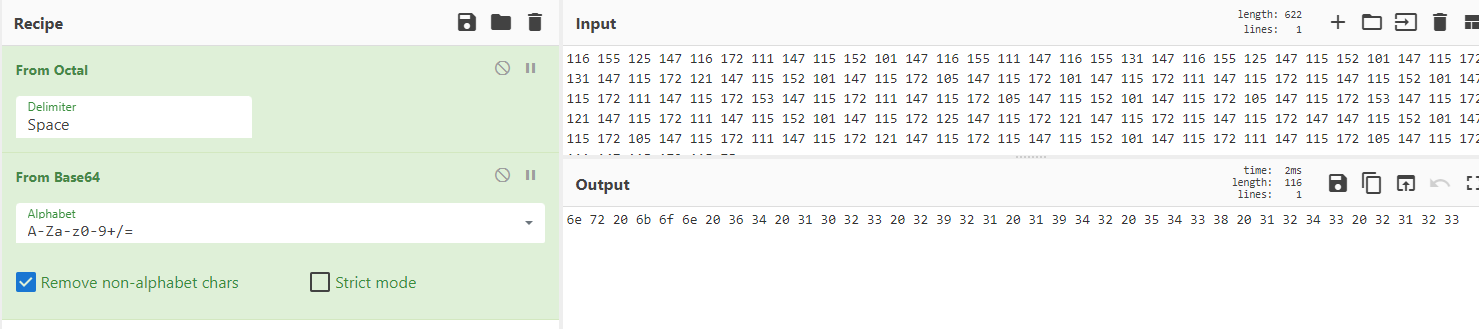 Recipe
From Octal
Delimiter
Space
From Base64
Alphabet
A-Za-z0-9+/=
Remove non-alphabet chars
Strict mode
Input
length: 622
lines: 1
116 155 125 147 116 172 111 147 115 152 101 147 116 155 111 147 116 155 131 147 116 155 125 147 115 152 101 147 115 172
131 147 115 172 121 147 115 152 101 147 115 172 105 147 115 172 101 147 115 172 111 147 115 172 115 147 115 152 101 147
115 172 111 147 115 172 153 147 115 172 111 147 115 172 105 147 115 152 101 147 115 172 105 147 115 172 153 147 115 172
121 147 115 172 111 147 115 152 101 147 115 172 125 147 115 172 121 147 115 172 115 147 115 172 147 147 115 152 101 147
115 172 105 147 115 172 111 147 115 172 121 147 115 172 115 147 115 152 101 147 115 172 111 147 115 172 105 147 115 172
Output
time: 2ms
length: 116
lines: 1
6e 72 20 6b 6f 6e 20 36 34 20 31 30 32 33 20 32 39 32 31 20 31 39 34 32 20 35 34 33 38 20 31 32 34 33 20 32 31 32 33